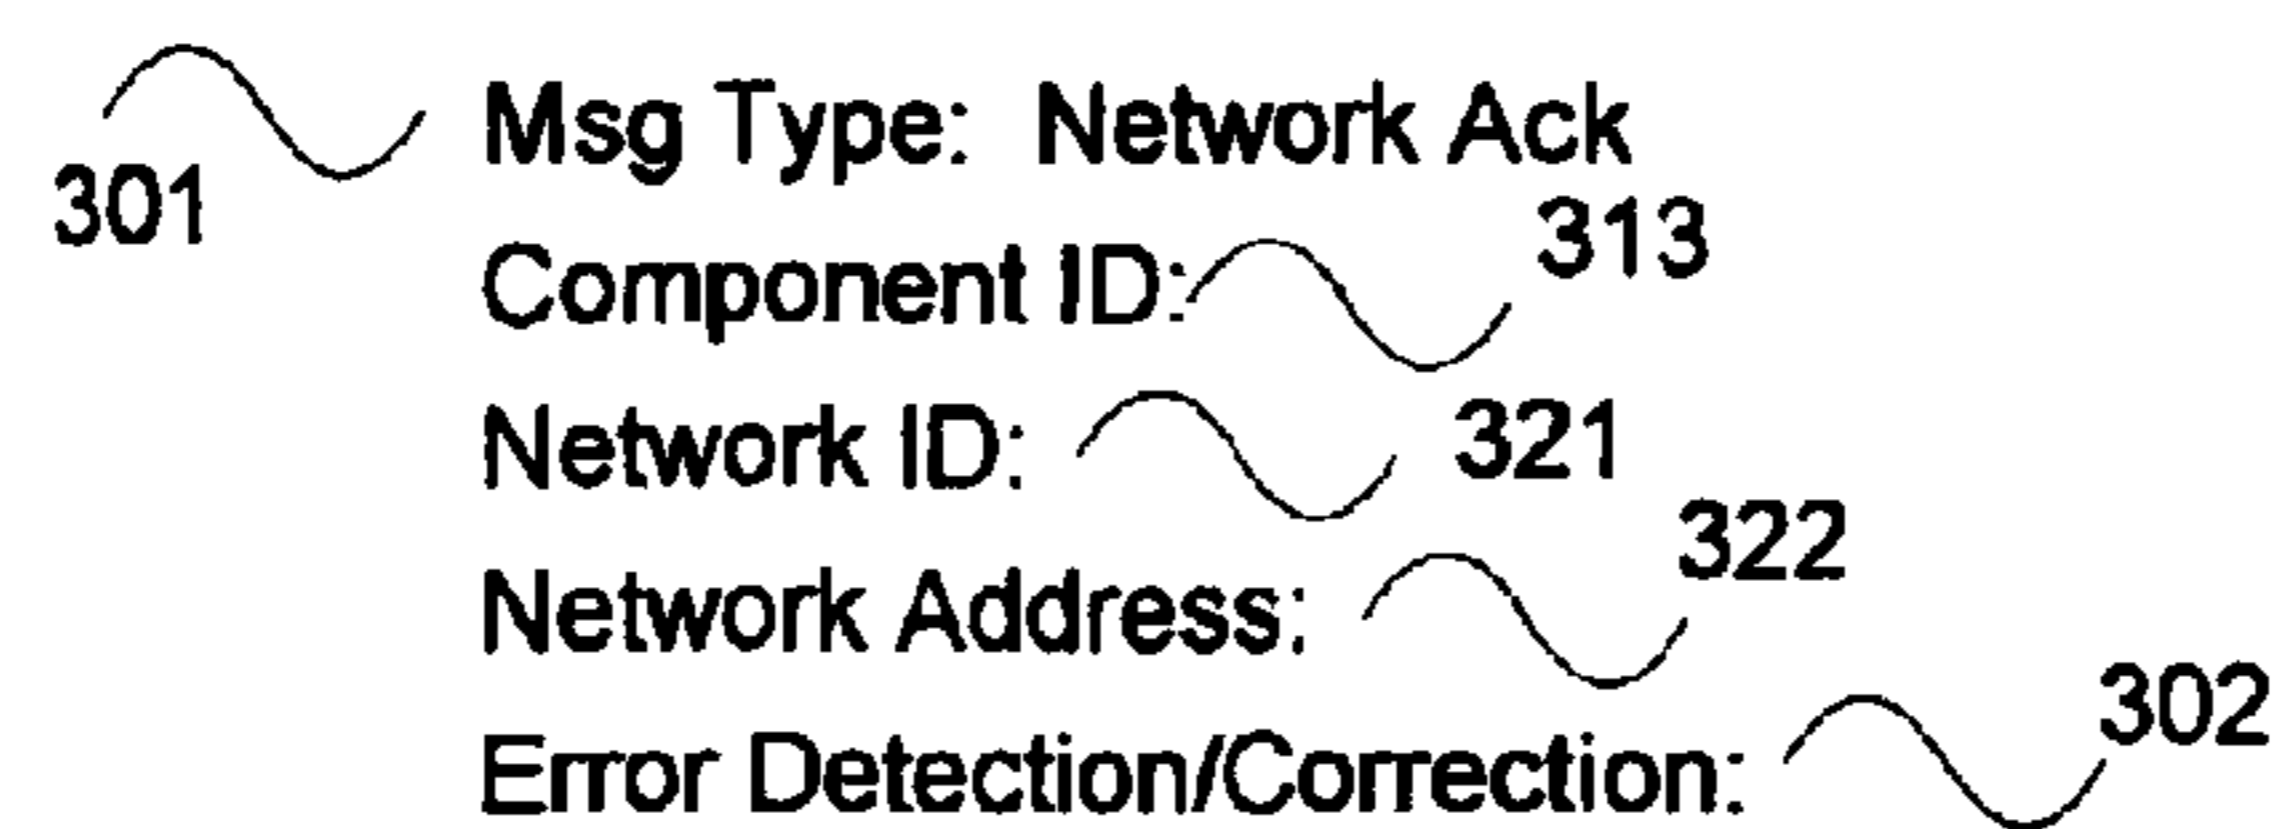 Msg Type: Network Ack
301
Component ID: 313
Network ID: 321
Network Address: 322
Error Detection/Correction: 302